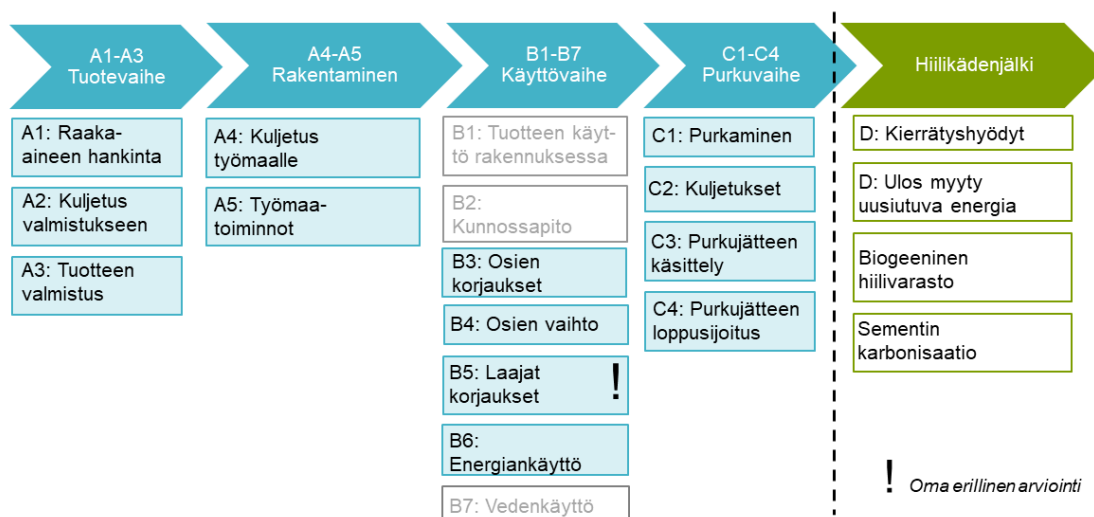 A1-A3
Tuotevaihe
A4-A5
Rakentaminen
B1-B7
Käyttövaihe
C1-C4
Purkuvaihe
Hiilikädenjälki
A1: Raaka-
aineen hankinta
A2: Kuljetus
valmistukseen
A3: Tuotteen
valmistus
A4: Kuljetus
työmaalle
A5: Työmaa-
toiminnot
B1: Tuotteen käyt-
tö rakennuksessa
B2:
Kunnossapito
B3: Osien
korjaukset
B4: Osien vaihto
B5: Laajat
korjaukset !
B6:
Energiankäyttö
B7: Vedenkäyttö
C1: Purkaminen
C2: Kuljetukset
C3: Purkujätteen
käsittely
C4: Purkujätteen
loppusijoitus
D: Kierrätyshyödyt
D: Ulos myyty
uusiutuva energia
Biogeeninen
hiilivarasto
Sementin
karbonisaatio
! Oma erillinen arviointi